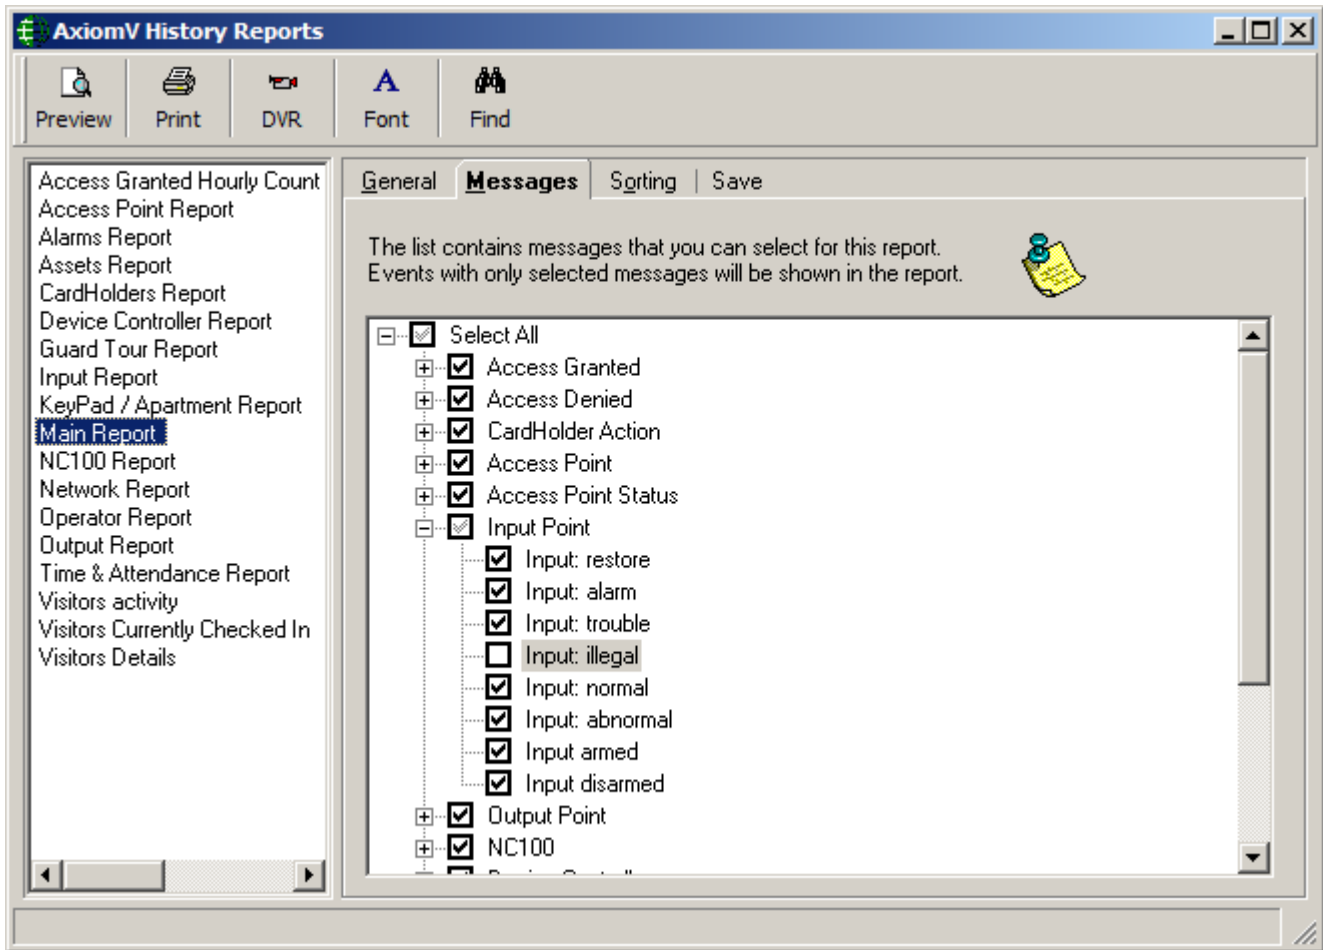 AxiomV History Reports
Preview
Print
DVR
Font
Find
Access Granted Hourly Count
Access Point Report
Alarms Report
Assets Report
CardHolders Report
Device Controller Report
Guard Tour Report
Input Report
KeyPad / Apartment Report
Main Report
NC100 Report
Network Report
Operator Report
Output Report
Time & Attendance Report
Visitors activity
Visitors Currently Checked In
Visitors Details
General
Messages
Sorting
Save
The list contains messages that you can select for this report.
Events with only selected messages will be shown in the report.
Select All
Access Granted
Access Denied
CardHolder Action
Access Point
Access Point Status
Input Point
Input: restore
Input: alarm
Input: trouble
Input: illegal
Input: normal
Input: abnormal
Input armed
Input disarmed
Output Point
NC100